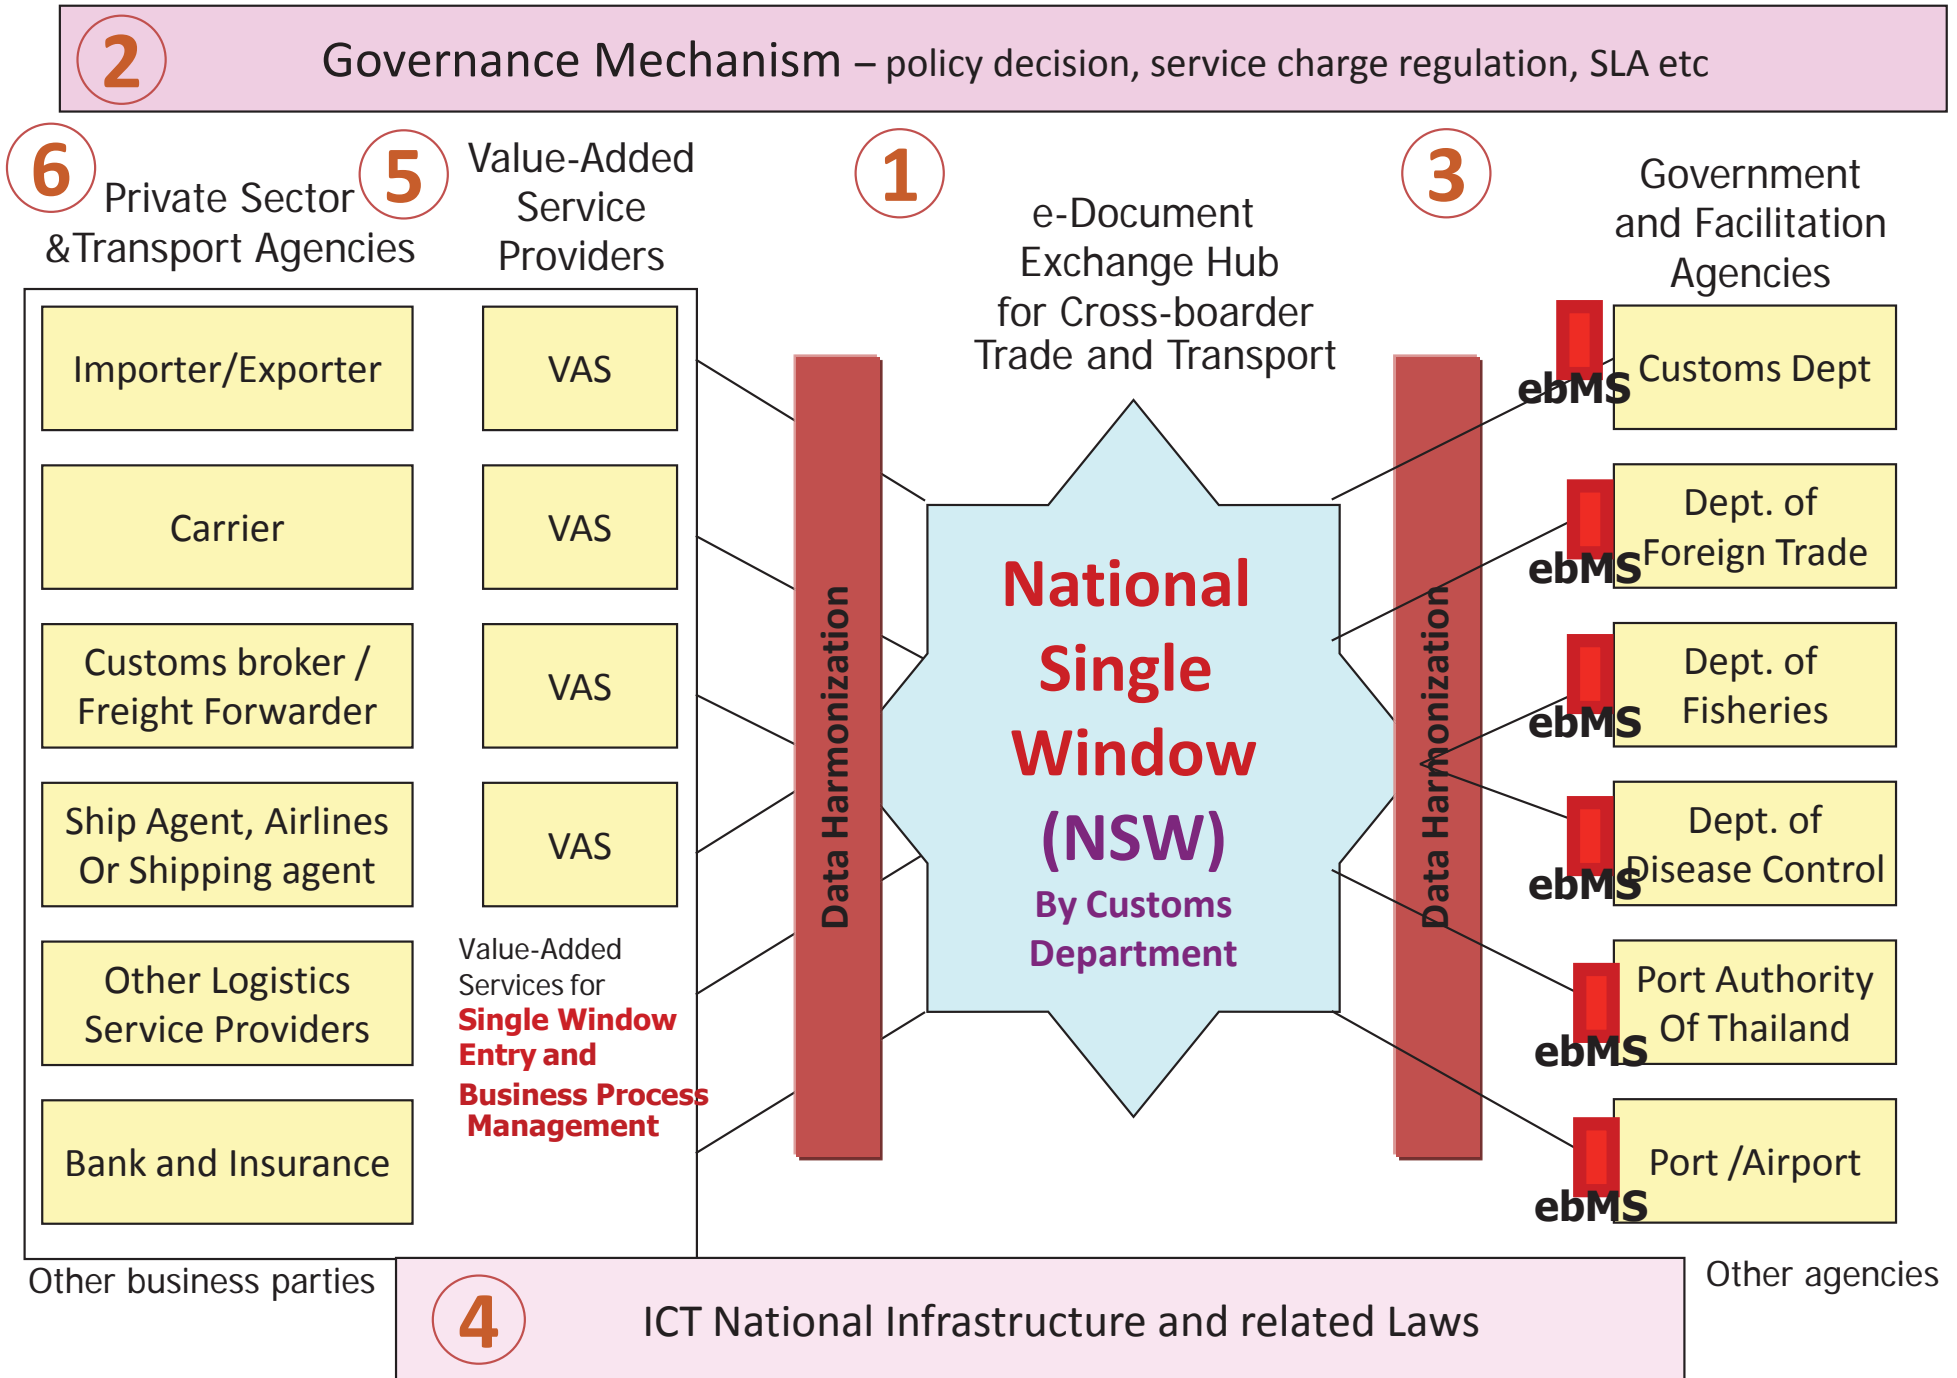 2
Governance Mechanism – policy decision, service charge regulation, SLA etc
6
Private Sector
&Transport Agencies
5
Value-Added
Service
Providers
1
e-Document
Exchange Hub
for Cross-boarder
Trade and Transport
3
Government
and Facilitation
Agencies
Importer/Exporter
Carrier
Customs broker /
Freight Forwarder
Ship Agent, Airlines
Or Shipping agent
Other Logistics
Service Providers
Bank and Insurance
Other business parties
VAS
VAS
VAS
VAS
Value-Added
Services for
Single Window
Entry and
Business Process
Management
Data Harmonization
National
Single
Window
(NSW)
By Customs
Department
Data Harmonization
ebMS
Customs Dept
ebMS
Dept. of
Foreign Trade
ebMS
Dept. of
Fisheries
ebMS
Dept. of
Disease Control
ebMS
Port Authority
Of Thailand
ebMS
Port /Airport
Other agencies
4
ICT National Infrastructure and related Laws